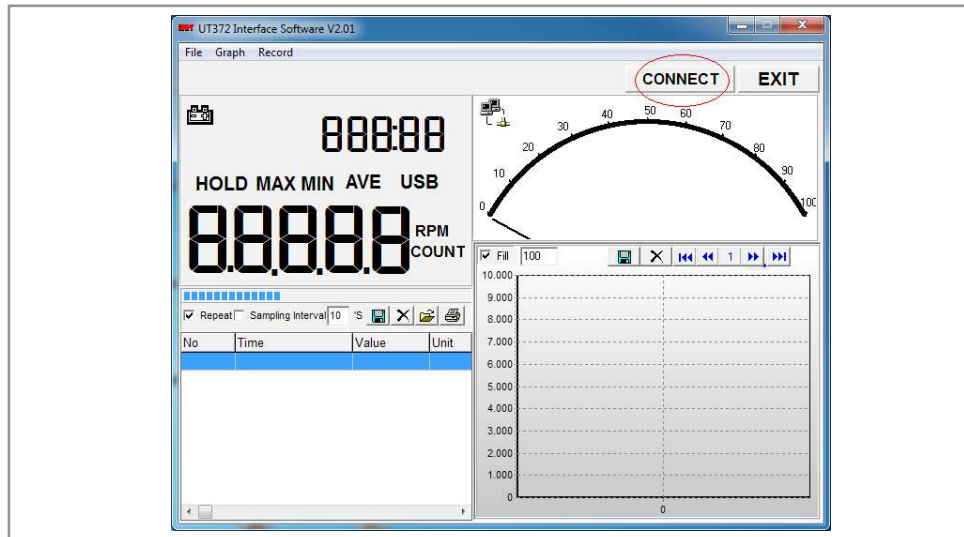 UT372 Interface Software V2.01
File Graph Record
CONNECT EXIT
888:88
HOLD MAX MIN AVE USB
8.8.8.8.8
RPM
COUNT
0 10 20 30 40 50 60 70 80 90 100
Fill 100
1
Repeat Sampling Interval 10 'S
No Time Value Unit
10.000
9.000
8.000
7.000
6.000
5.000
4.000
3.000
2.000
1.000
0
0